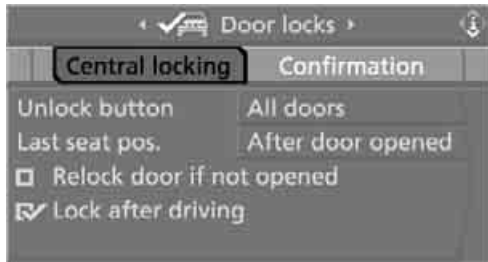 Door locks
Central locking Confirmation
Unlock button All doors
Last seat pos. After door opened
Relock door if not opened
Lock after driving